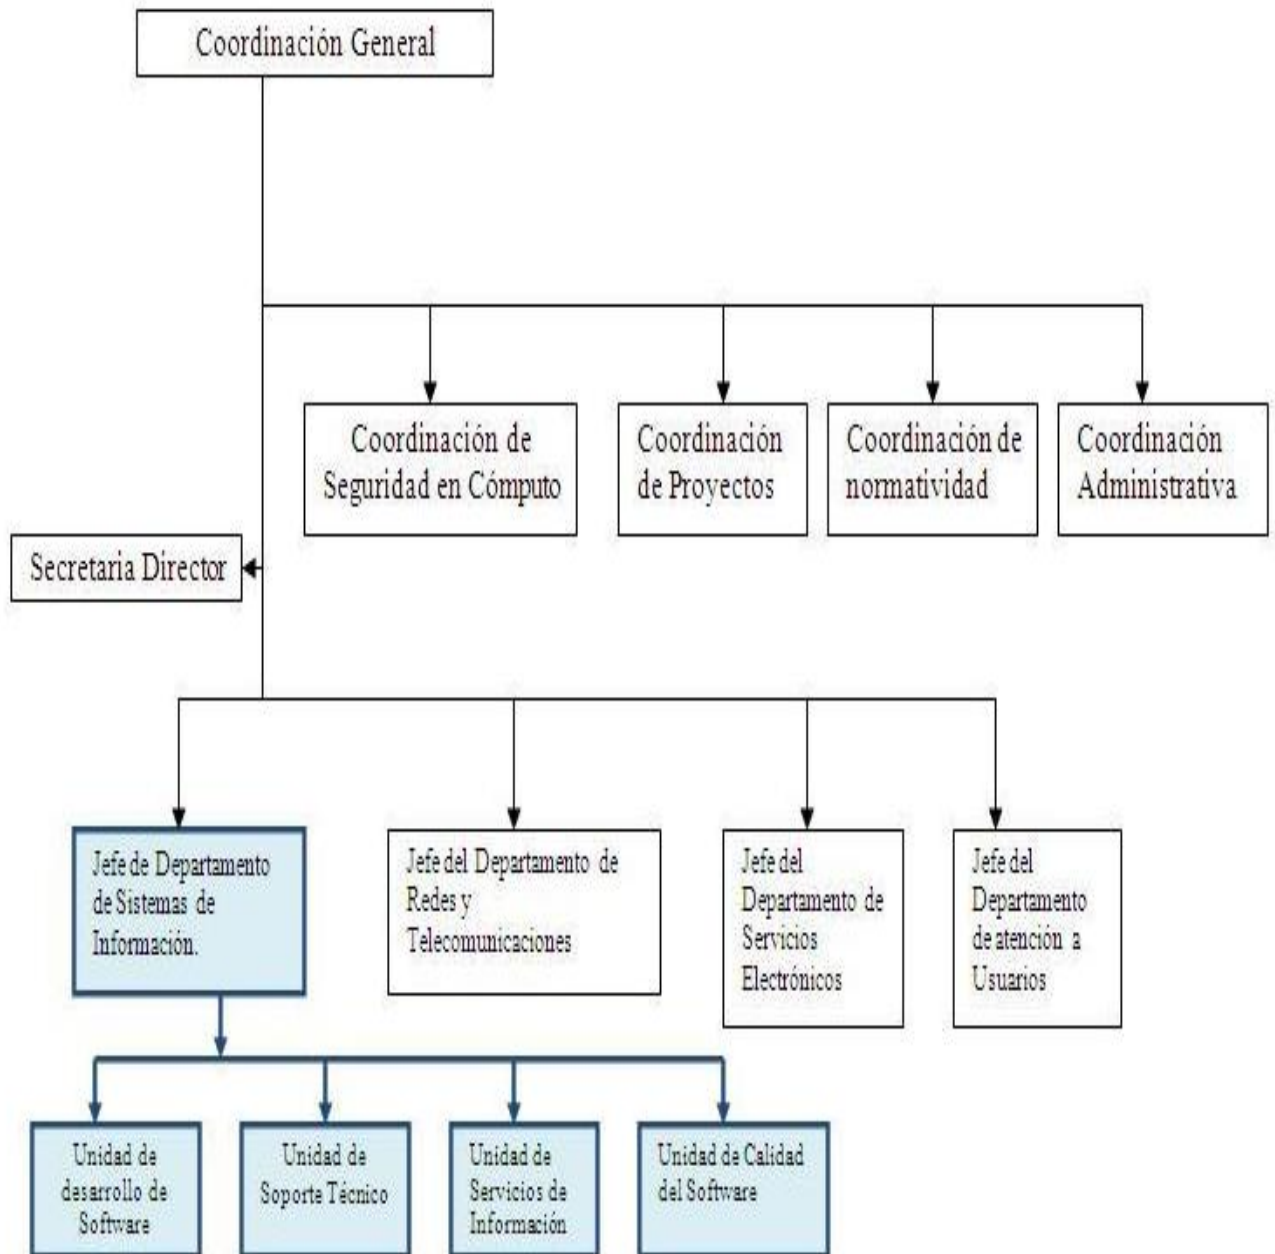 Coordinación General
Coordinación de
Seguridad en Cómputo
Coordinación
de Proyectos
Coordinación de
normatividad
Coordinación
Administrativa
Secretaria Director
Jefe de Departamento
de Sistemas de
Información.
Jefe del Departamento de
Redes y
Telecomunicaciones
Jefe del
Departamento de
Servicios
Electrónicos
Jefe del
Departamento
de atención a
Usuarios
Unidad de
desarrollo de
Software
Unidad de
Soporte Técnico
Unidad de
Servicios de
Información
Unidad de Calidad
del Software